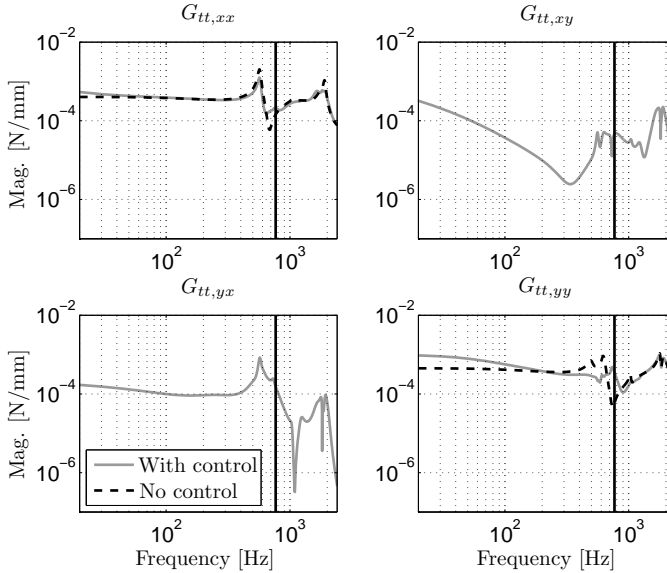 G_{tt,xx}
G_{tt,xy}
Mag. [N/mm]
10^{-2}
10^{-4}
10^{-6}
10^{2}
10^{3}
10^{-2}
10^{-4}
10^{-6}
10^{2}
10^{3}
G_{tt,yx}
G_{tt,yy}
Mag. [N/mm]
10^{-2}
10^{-4}
10^{-6}
With control
No control
10^{2}
10^{3}
Frequency [Hz]
10^{-2}
10^{-4}
10^{-6}
10^{2}
10^{3}
Frequency [Hz]